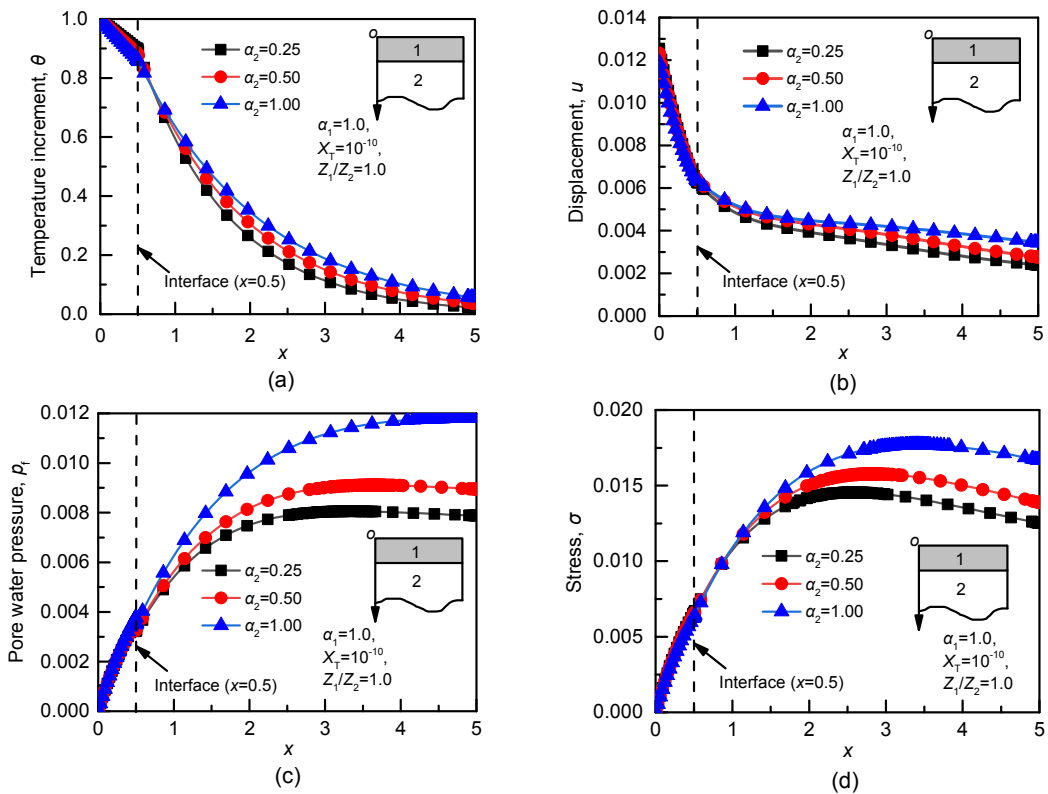 1.0
0.8
0.6
0.4
0.2
0.0
Temperature increment, θ
0 1 2 3 4 5
x
α₂=0.25
α₂=0.50
α₂=1.00
α₁=1.0,
X_T=10⁻¹⁰,
Z₁/Z₂=1.0
o
1
2
Interface (x=0.5)
(a)
0.014
0.012
0.010
0.008
0.006
0.004
0.002
0.000
Displacement, u
0 1 2 3 4 5
x
α₂=0.25
α₂=0.50
α₂=1.00
α₁=1.0,
X_T=10⁻¹⁰,
Z₁/Z₂=1.0
o
1
2
Interface (x=0.5)
(b)
0.012
0.010
0.008
0.006
0.004
0.002
0.000
Pore water pressure, p_f
0 1 2 3 4 5
x
o
1
2
α₂=0.25
α₂=0.50
α₂=1.00
α₁=1.0,
X_T=10⁻¹⁰,
Z₁/Z₂=1.0
Interface (x=0.5)
(c)
0.020
0.015
0.010
0.005
0.000
Stress, σ
0 1 2 3 4 5
x
o
1
2
α₂=0.25
α₂=0.50
α₂=1.00
α₁=1.0,
X_T=10⁻¹⁰,
Z₁/Z₂=1.0
Interface (x=0.5)
(d)